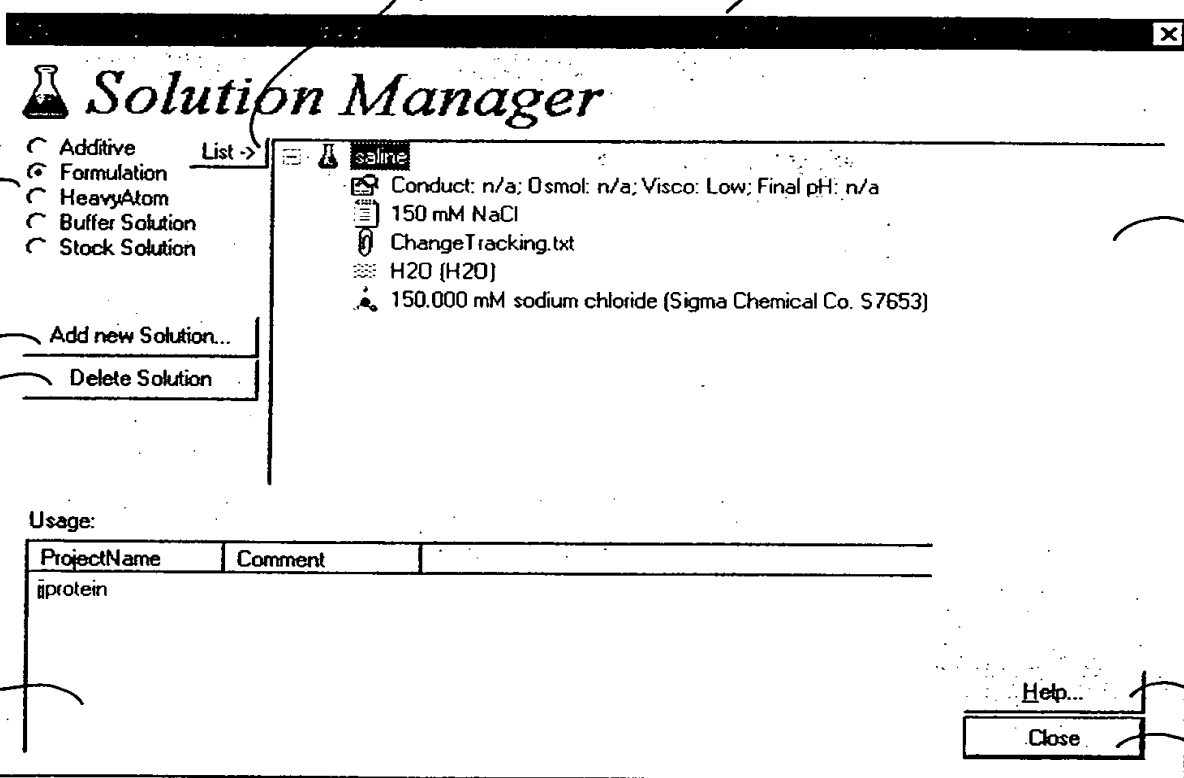 Solution Manager
Additive
Formulation
HeavyAtom
Buffer Solution
Stock Solution
List ->
saline
Conduct: n/a; Osmol: n/a; Visco: Low; Final pH: n/a
150 mM NaCl
ChangeTracking.txt
H2O (H2O)
150.000 mM sodium chloride (Sigma Chemical Co. S7653)
Add new Solution...
Delete Solution
Usage:
ProjectName Comment
jjprotein
Help...
Close